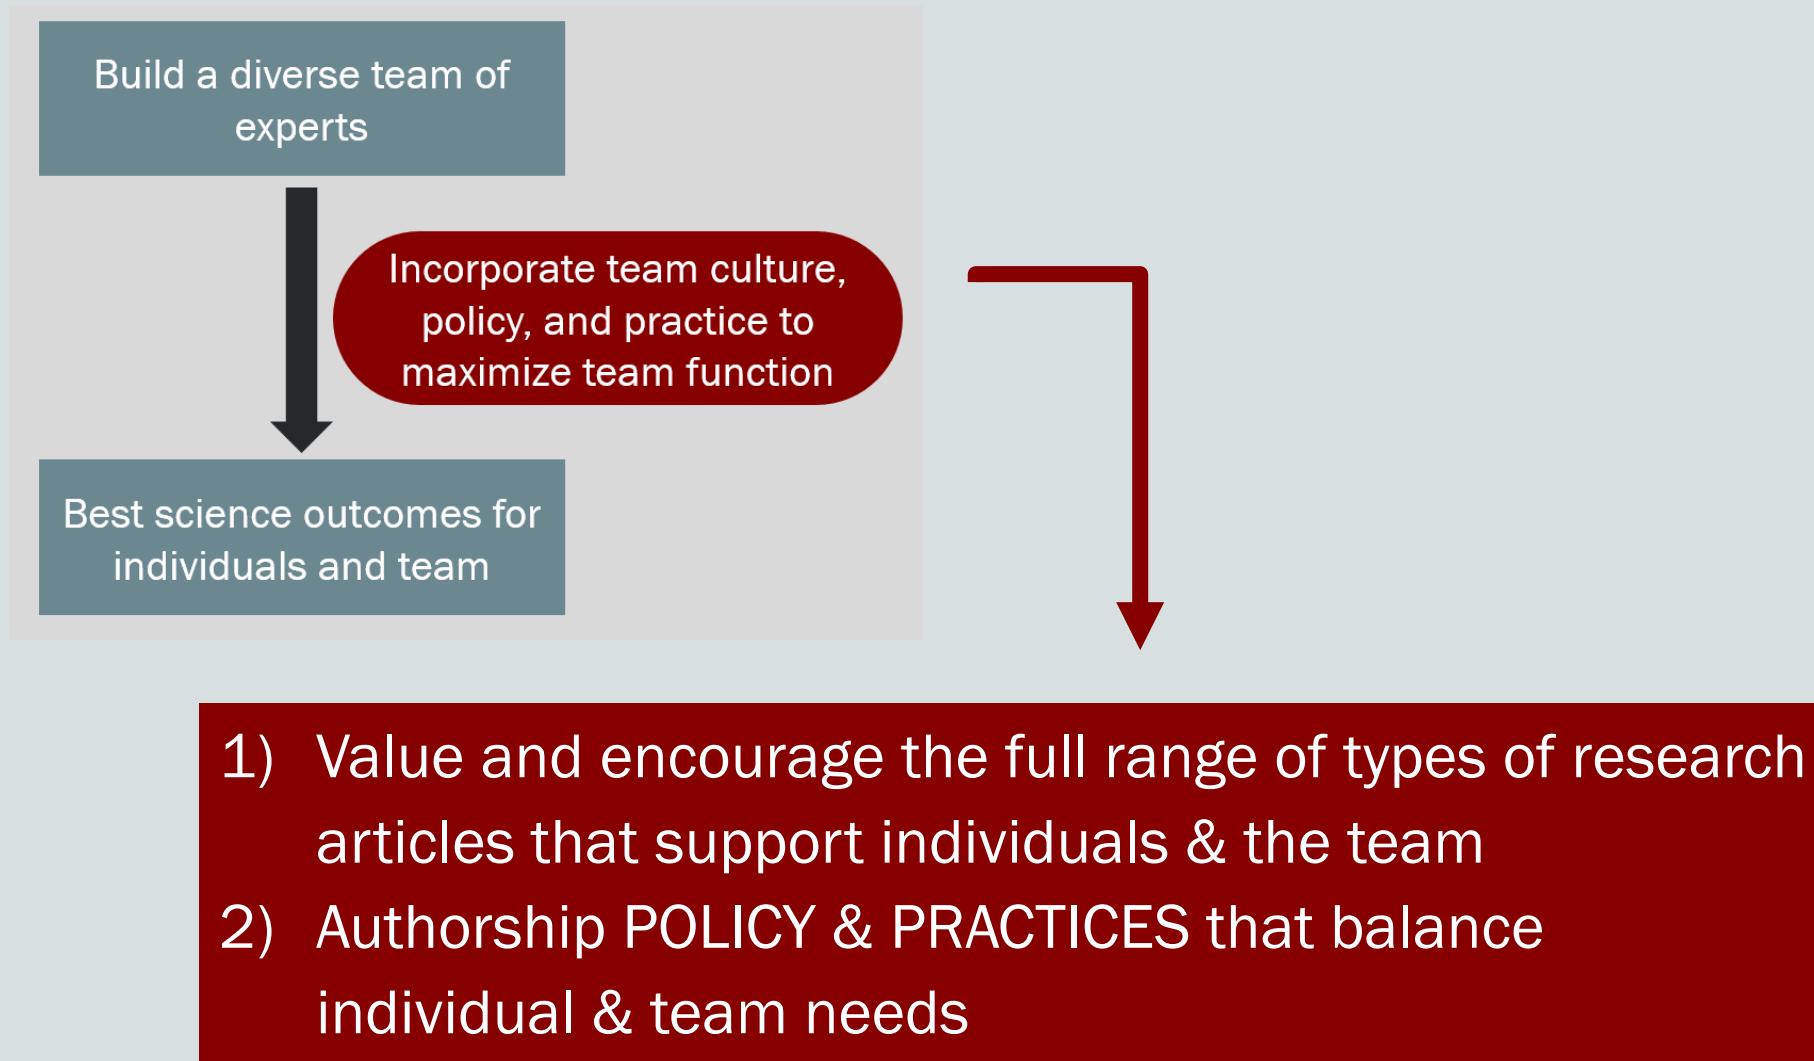 Build a diverse team of
experts
Incorporate team culture,
policy, and practice to
maximize team function
Best science outcomes for
individuals and team
1) Value and encourage the full range of types of research
articles that support individuals & the team
2) Authorship POLICY & PRACTICES that balance
individual & team needs